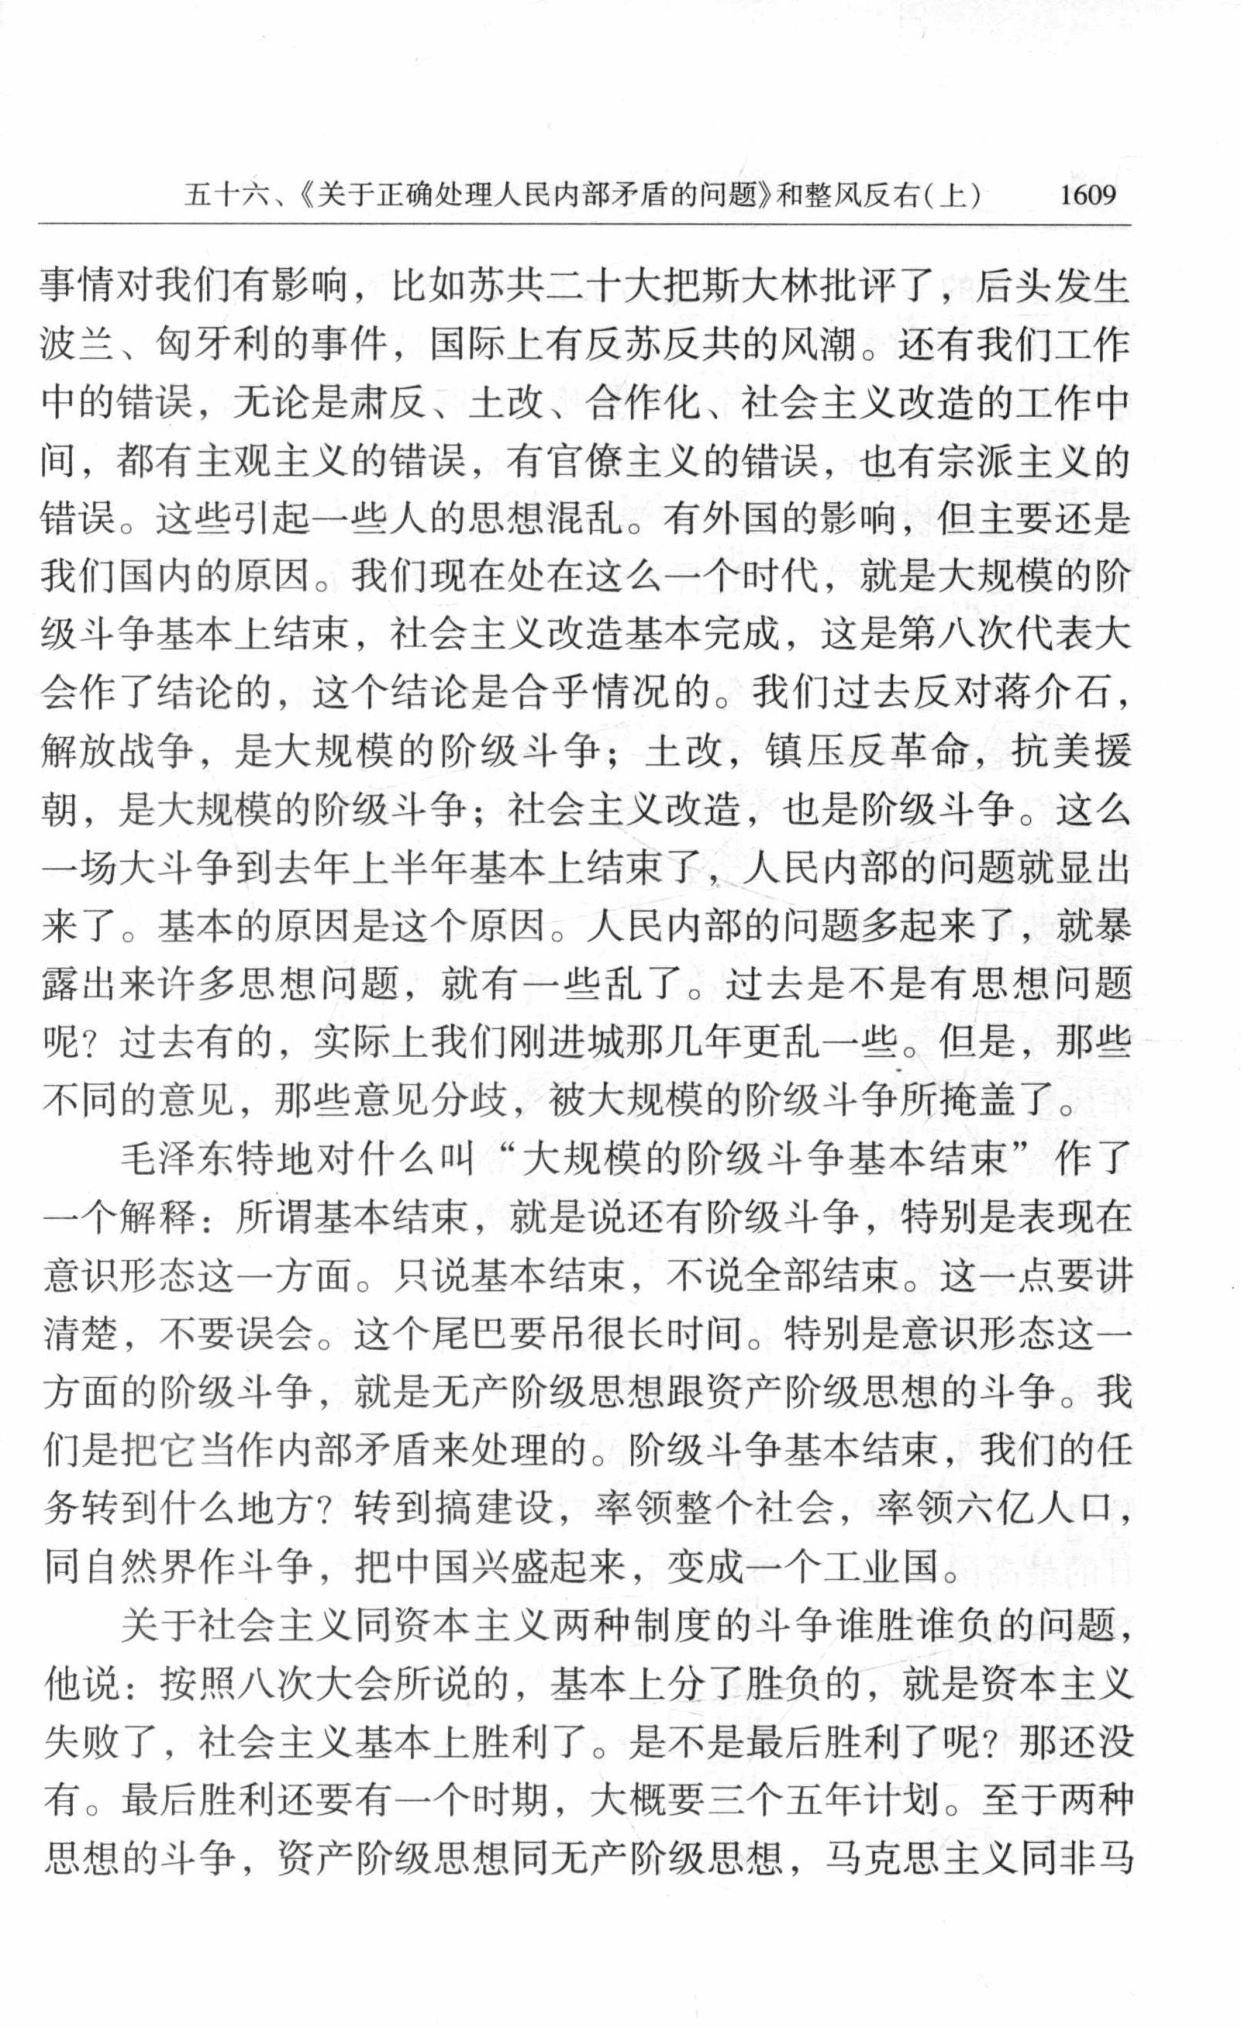 五十六、《关于正确处理人民内部矛盾的问题》和整风反右(上) 1609
事情对我们有影响，比如苏共二十大把斯大林批评了，后头发生
波兰、匈牙利的事件，国际上有反苏反共的风潮。还有我们工作
中的错误，无论是肃反、土改、合作化、社会主义改造的工作中
间，都有主观主义的错误，有官僚主义的错误，也有宗派主义的
错误。这些引起一些人的思想混乱。有外国的影响，但主要还是
我们国内的原因。我们现在处在这么一个时代，就是大规模的阶
级斗争基本上结束，社会主义改造基本完成，这是第八次代表大
会作了结论的，这个结论是合乎情况的。我们过去反对蒋介石，
解放战争，是大规模的阶级斗争；土改，镇压反革命，抗美援
朝，是大规模的阶级斗争；社会主义改造，也是阶级斗争。这么
一场大斗争到去年上半年基本上结束了，人民内部的问题就显出
来了。基本的原因是这个原因。人民内部的问题多起来了，就暴
露出来许多思想问题，就有一些乱了。过去是不是有思想问题
呢？过去有的，实际上我们刚进城那几年更乱一些。但是，那些
不同的意见，那些意见分歧，被大规模的阶级斗争所掩盖了。
毛泽东特地对什么叫“大规模的阶级斗争基本结束”作了
一个解释：所谓基本结束，就是说还有阶级斗争，特别是表现在
意识形态这一方面。只说基本结束，不说全部结束。这一点要讲
清楚，不要误会。这个尾巴要吊很长时间。特别是意识形态这一
方面的阶级斗争，就是无产阶级思想跟资产阶级思想的斗争。我
们是把它当作内部矛盾来处理的。阶级斗争基本结束，我们的任
务转到什么地方？转到搞建设，率领整个社会，率领六亿人口，
同自然界作斗争，把中国兴盛起来，变成一个工业国。
关于社会主义同资本主义两种制度的斗争谁胜谁负的问题，
他说：按照八次大会所说的，基本上分了胜负的，就是资本主义
失败了，社会主义基本上胜利了。是不是最后胜利了呢？那还没
有。最后胜利还要有一个时期，大概要三个五年计划。至于两种
思想的斗争，资产阶级思想同无产阶级思想，马克思主义同非马